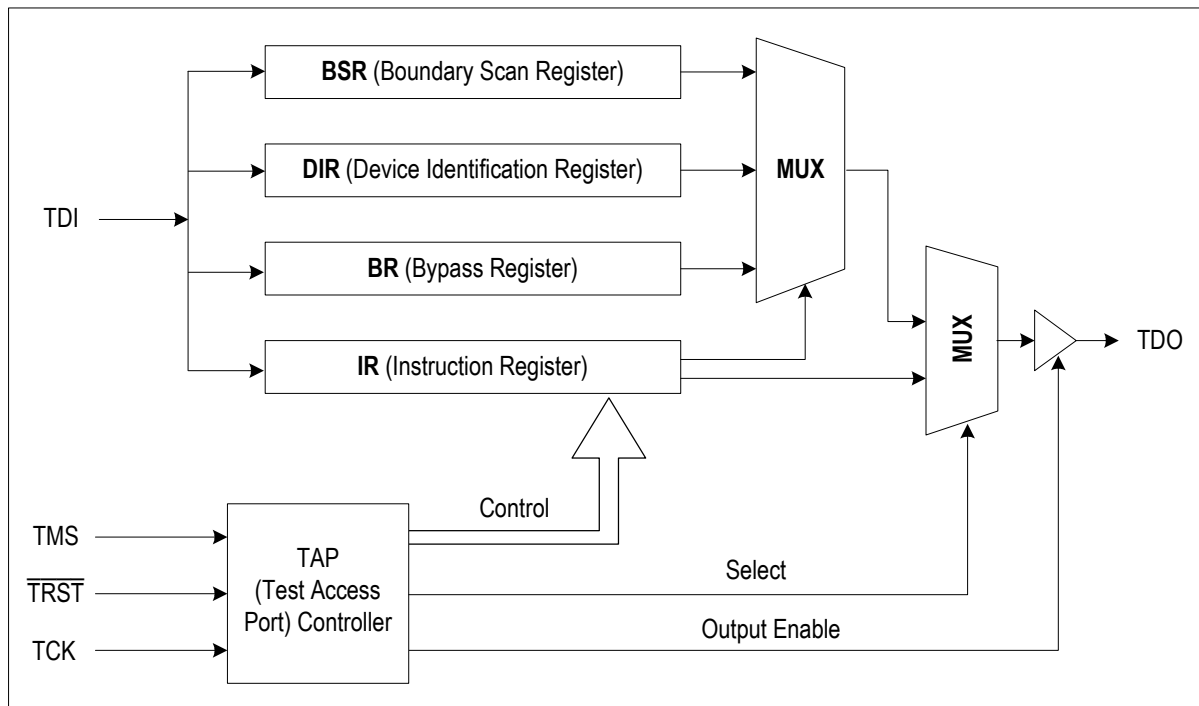 BSR (Boundary Scan Register)
DIR (Device Identification Register)
MUX
TDI
BR (Bypass Register)
MUX
TDO
IR (Instruction Register)
Control
TMS
TAP
(Test Access
Port) Controller
Select
T̅R̅S̅T̅
Output Enable
TCK